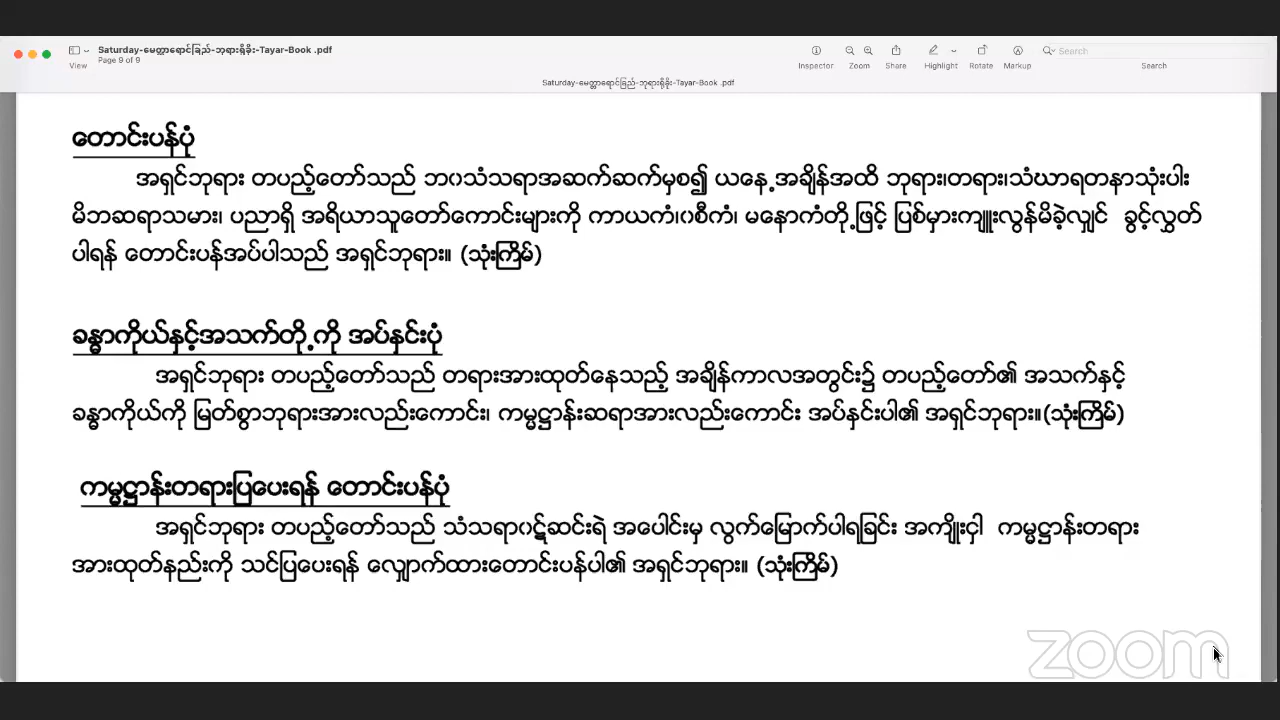 Saturday-မေတ္တာရောင်ခြည်-ဘုရားရှိခိုး-Tayar-Book .pdf
Page 9 of 9
View
Inspector Zoom Share Highlight Rotate Markup Search
Search
Saturday-မေတ္တာရောင်ခြည်-ဘုရားရှိခိုး-Tayar-Book .pdf
တောင်းပန်ပုံ
အရှင်ဘုရား တပည့်တော်သည် ဘဝသံသရာအဆက်ဆက်မှစ၍ ယနေ့အချိန်အထိ ဘုရား၊တရား၊သံဃာရတနာသုံးပါး
မိဘဆရာသမား၊ ပညာရှိ အရိယာသူတော်ကောင်းများကို ကာယကံ၊ဝစီကံ၊ မနောကံတို့ဖြင့် ပြစ်မှားကျူးလွန်မိခဲ့လျှင် ခွင့်လွှတ်
ပါရန် တောင်းပန်အပ်ပါသည် အရှင်ဘုရား။ (သုံးကြိမ်)
ခန္ဓာကိုယ်နှင့်အသက်တို့ကို အပ်နှင်းပုံ
အရှင်ဘုရား တပည့်တော်သည် တရားအားထုတ်နေသည့် အချိန်ကာလအတွင်း၌ တပည့်တော်၏ အသက်နှင့်
ခန္ဓာကိုယ်ကို မြတ်စွာဘုရားအားလည်းကောင်း၊ ကမ္မဋ္ဌာန်းဆရာအားလည်းကောင်း အပ်နှင်းပါ၏ အရှင်ဘုရား။(သုံးကြိမ်)
ကမ္မဋ္ဌာန်းတရားပြပေးရန် တောင်းပန်ပုံ
အရှင်ဘုရား တပည့်တော်သည် သံသရာဝဋ်ဆင်းရဲ အပေါင်းမှ လွတ်မြောက်ပါရခြင်း အကျိုးငှါ ကမ္မဋ္ဌာန်းတရား
အားထုတ်နည်းကို သင်ပြပေးရန် လျှောက်ထားတောင်းပန်ပါ၏ အရှင်ဘုရား။ (သုံးကြိမ်)
zoom